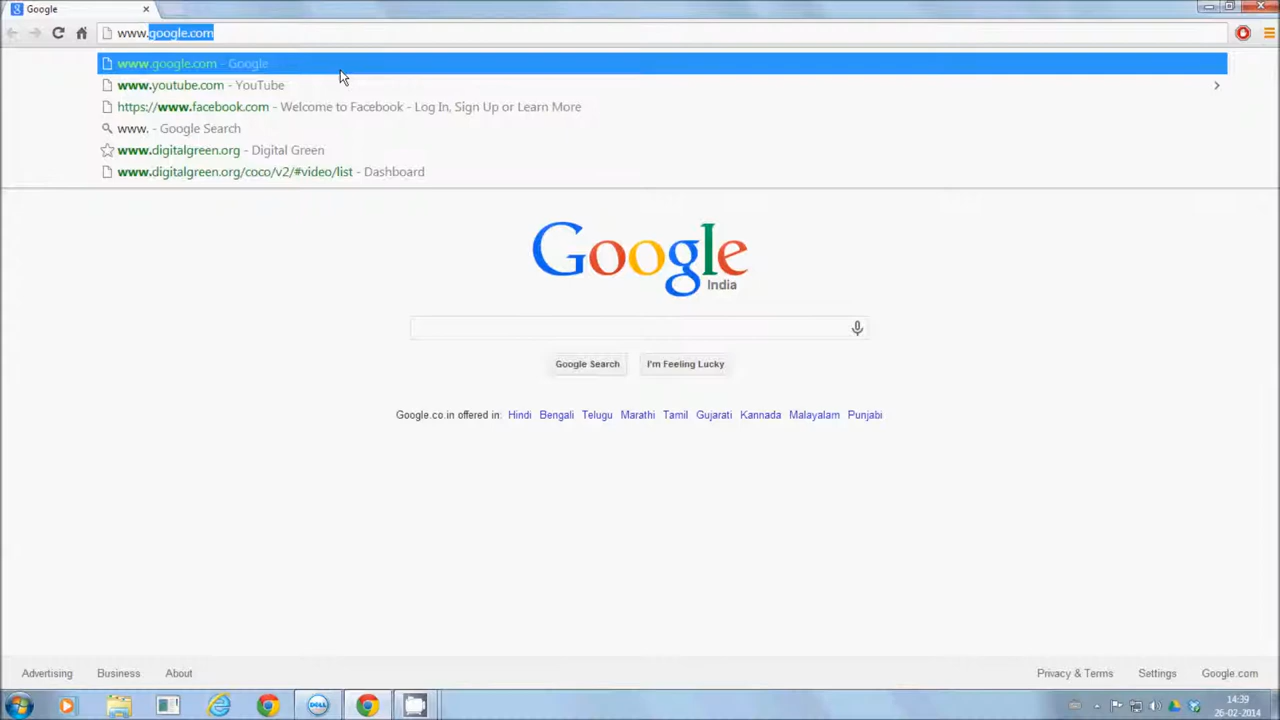 Google
www.google.com
www.google.com - Google
www.youtube.com - YouTube
https://www.facebook.com - Welcome to Facebook - Log In, Sign Up or Learn More
www. - Google Search
www.digitalgreen.org - Digital Green
www.digitalgreen.org/coco/v2/#video/list - Dashboard
Google
India
Google Search I'm Feeling Lucky
Google.co.in offered in: Hindi Bengali Telugu Marathi Tamil Gujarati Kannada Malayalam Punjabi
Advertising Business About Privacy & Terms Settings Google.com
DELL
14:39
26-02-2014